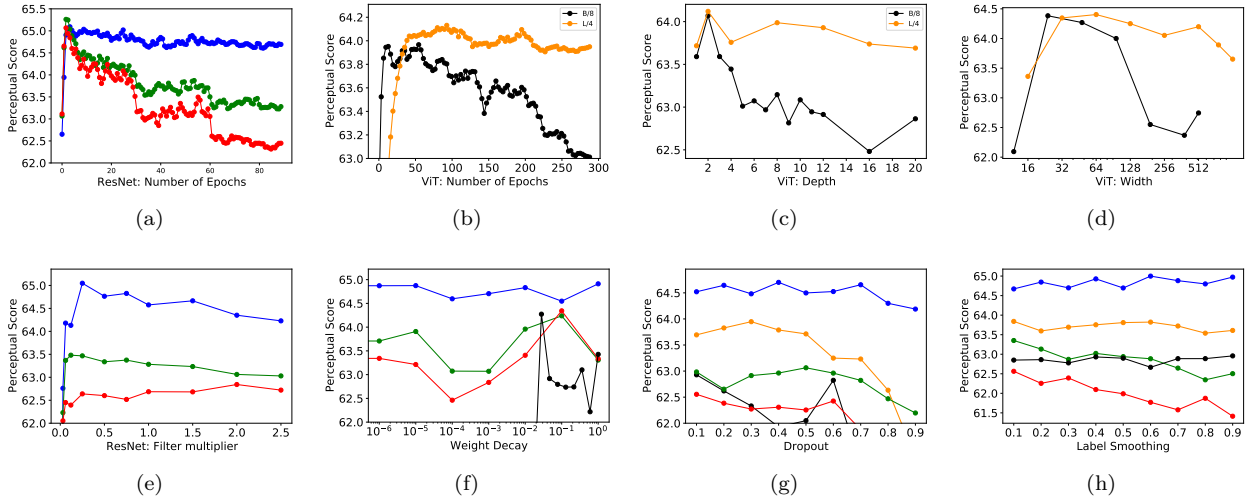 Perceptual Score
65.5
65.0
64.5
64.0
63.5
63.0
62.5
62.0
0 20 40 60 80
ResNet: Number of Epochs
(a)
Perceptual Score
64.2
64.0
63.8
63.6
63.4
63.2
63.0
B/8
L/4
0 50 100 150 200 250 300
ViT: Number of Epochs
(b)
Perceptual Score
64.0
63.5
63.0
62.5
B/8
L/4
2 4 6 8 10 12 14 16 18 20
ViT: Depth
(c)
Perceptual Score
64.5
64.0
63.5
63.0
62.5
62.0
B/8
L/4
16 32 64 128 256 512
ViT: Width
(d)
Perceptual Score
65.0
64.5
64.0
63.5
63.0
62.5
62.0
0.0 0.5 1.0 1.5 2.0 2.5
ResNet: Filter multiplier
(e)
Perceptual Score
65.0
64.5
64.0
63.5
63.0
62.5
62.0
10⁻⁶ 10⁻⁵ 10⁻⁴ 10⁻³ 10⁻² 10⁻¹ 10⁰
Weight Decay
(f)
Perceptual Score
64.5
64.0
63.5
63.0
62.5
62.0
0.1 0.2 0.3 0.4 0.5 0.6 0.7 0.8 0.9
Dropout
(g)
Perceptual Score
65.0
64.5
64.0
63.5
63.0
62.5
62.0
61.5
0.1 0.2 0.3 0.4 0.5 0.6 0.7 0.8 0.9
Label Smoothing
(h)